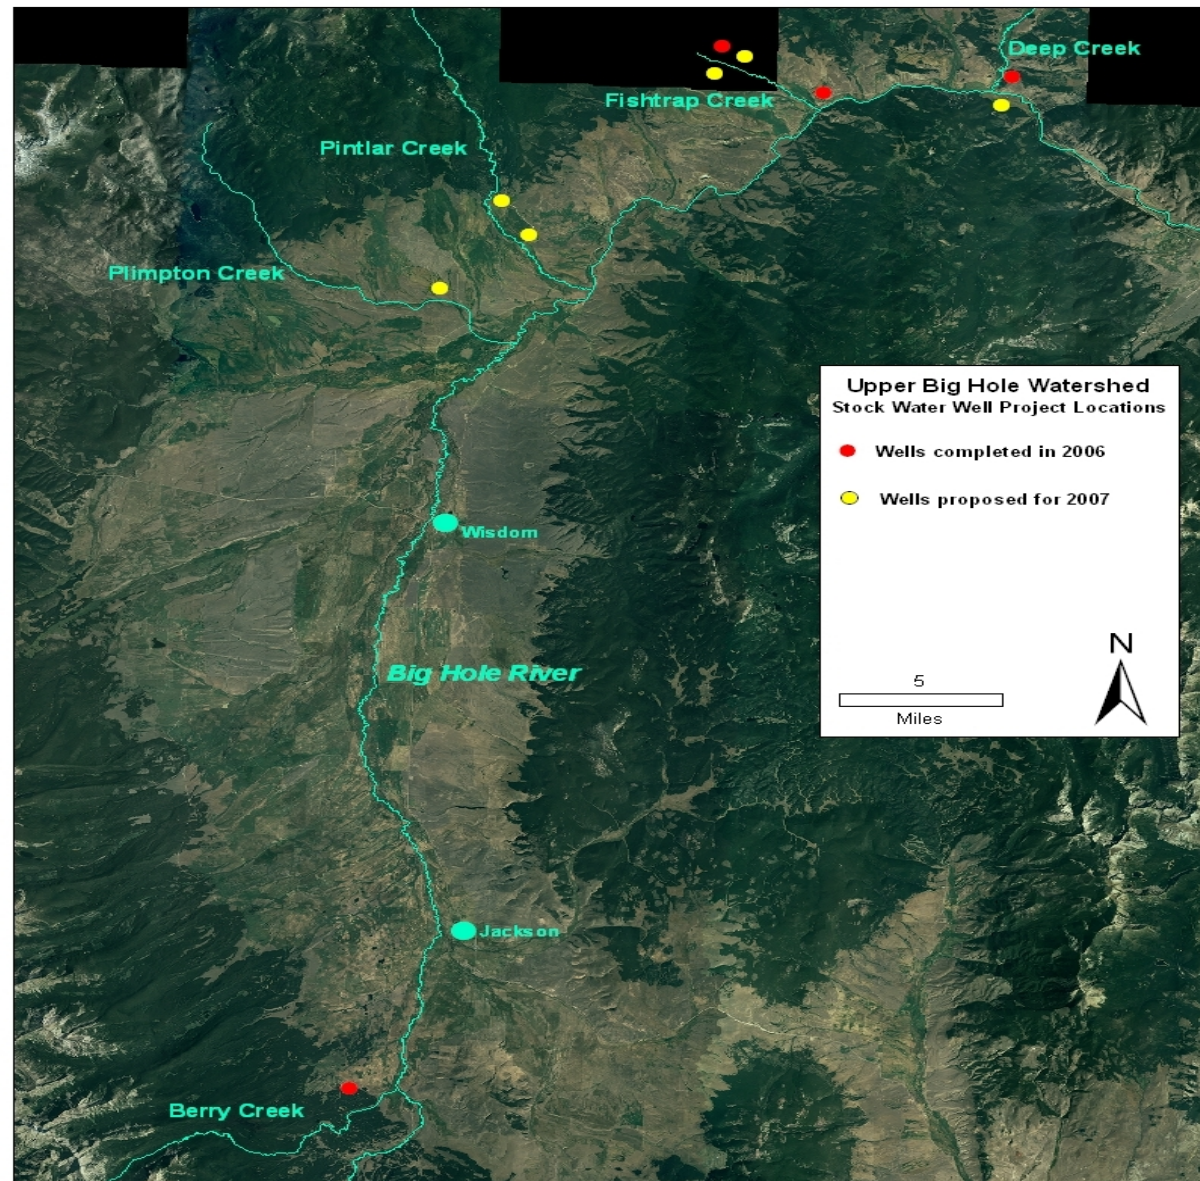 Deep Creek
Fishtrap Creek
Pintlar Creek
Plimpton Creek
Upper Big Hole Watershed
Stock Water Well Project Locations
Wells completed in 2006
Wells proposed for 2007
Wisdom
N
Big Hole River
5
Miles
Jackson
Berry Creek